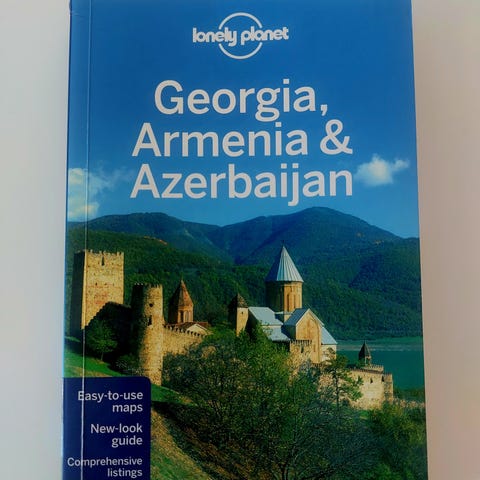 lonely planet
Georgia,
Armenia &
Azerbaijan
Easy-to-use
maps
New-look
guide
Comprehensive
listings